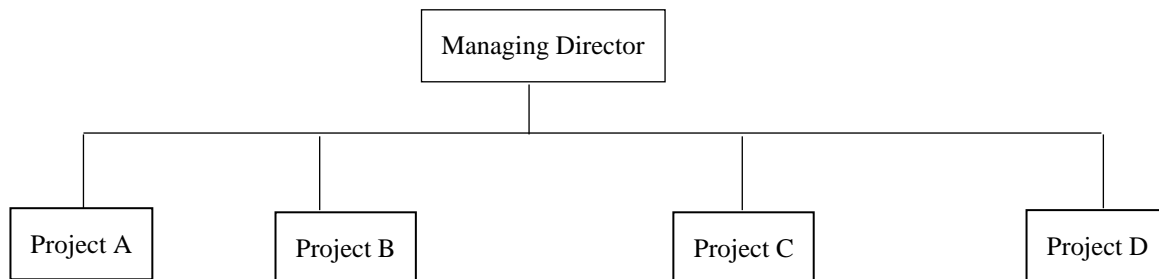 Managing Director
Project A
Project B
Project C
Project D